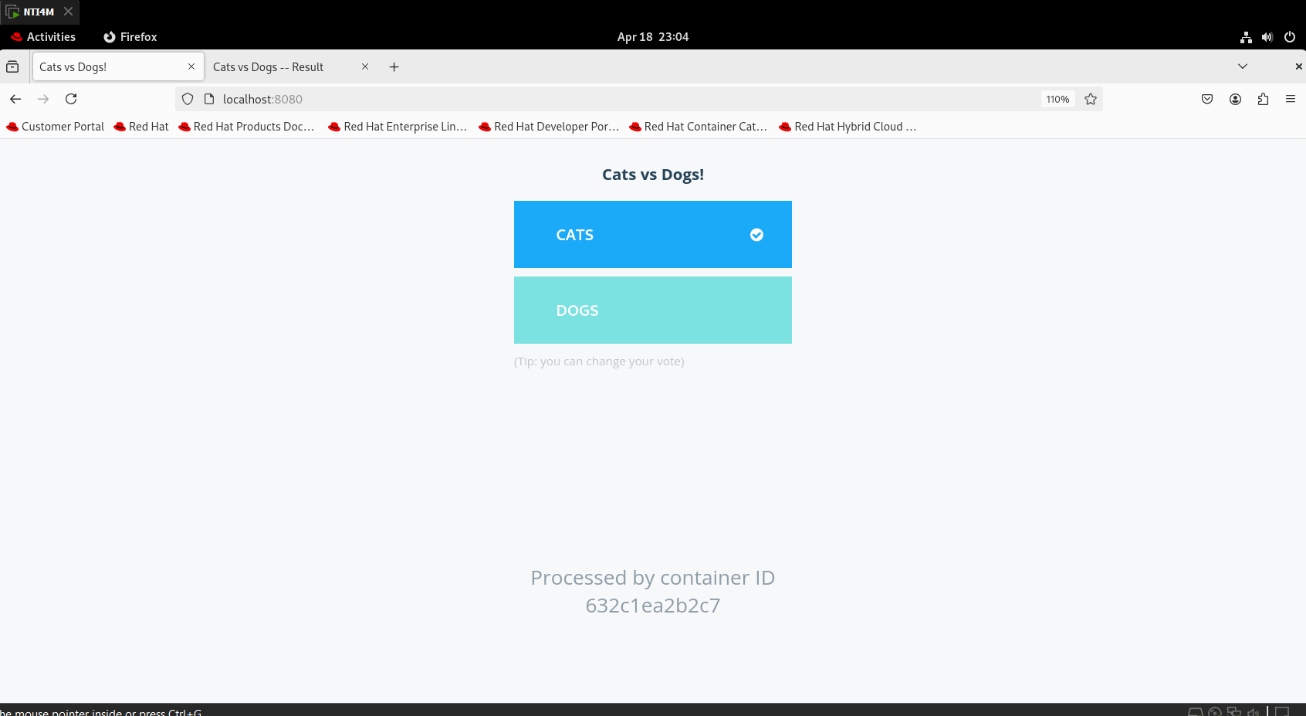 NTI4M
Activities Firefox Apr 18 23:04
Cats vs Dogs! Cats vs Dogs -- Result
localhost:8080 110%
Customer Portal Red Hat Red Hat Products Doc... Red Hat Enterprise Lin... Red Hat Developer Por... Red Hat Container Cat... Red Hat Hybrid Cloud ...
Cats vs Dogs!
CATS
DOGS
(Tip: you can change your vote)
Processed by container ID
632c1ea2b2c7
he mouse pointer inside or press Ctrl+G